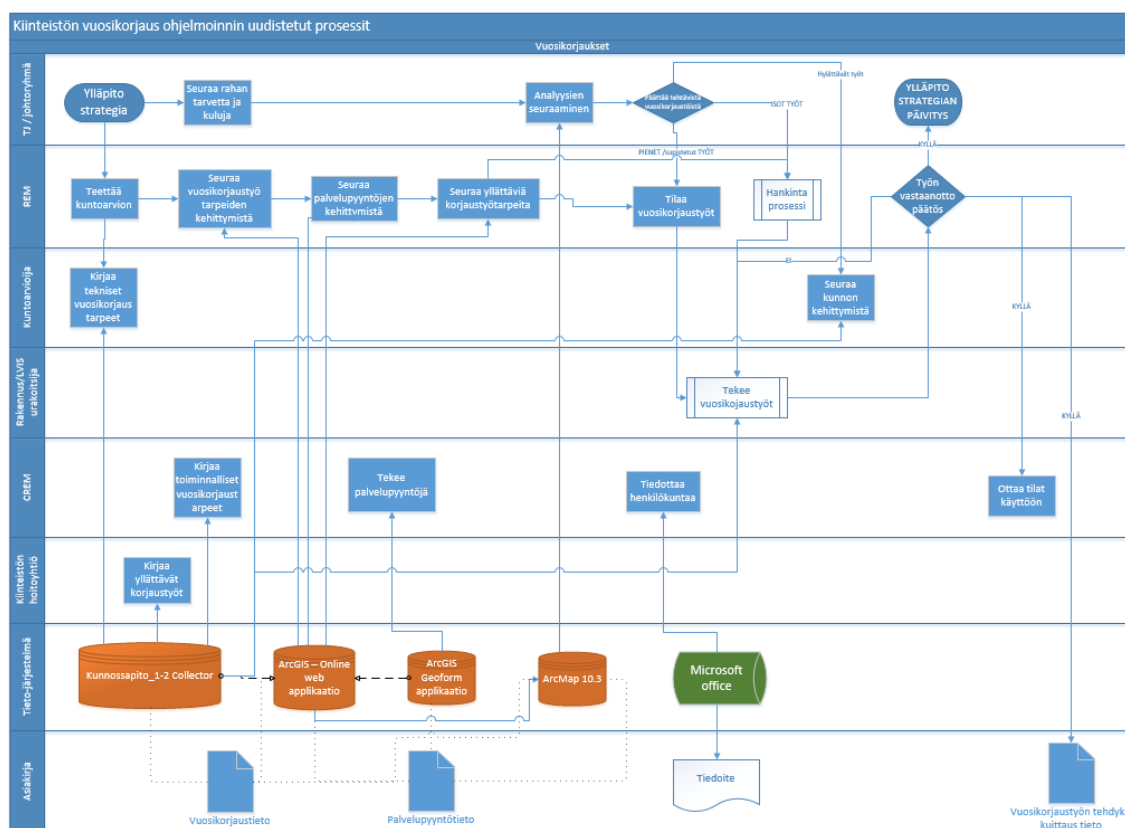 Kiinteistön vuosikorjaus ohjelmoinnin uudistetut prosessit
Vuosikorjaukset
TJ / johtoryhmä
Ylläpito
strategia
Seuraa rahan
tarvetta ja
kuluja
Analyysien
seuraaminen
Päättää tehtävistä
vuosikorjaustöistä
Hylättävät työt
ISOT TYÖT
YLLÄPITO
STRATEGIAN
PÄIVITYS
KYLLÄ
PIENET /supistetut TYÖT
REM
Teettää
kuntoarvion
Seuraa
vuosikorjaustyö
tarpeiden
kehittymistä
Seuraa
palvelupyyntöjen
kehittymistä
Seuraa yllättäviä
korjaustyötarpeita
Tilaa
vuosikorjaustyöt
Hankinta
prosessi
Työn
vastaanotto
päätös
EI
Kuntoarvioija
Kirjaa
tekniset
vuosikorjaus
tarpeet
Seuraa
kunnon
kehittymistä
KYLLÄ
Rakennus/LVIS
urakoitsija
Tekee
vuosikojaustyöt
KYLLÄ
CREM
Kirjaa
toiminnalliset
vuosikorjaust
arpeet
Tekee
palvelupyyntöjä
Tiedottaa
henkilökuntaa
Ottaa tilat
käyttöön
Kiinteistön
hoitoyhtiö
Kirjaa
yllättävät
korjaustyöt
Tieto-järjestelmä
Kunnossapito_1-2 Collector
ArcGIS – Online
web
applikaatio
ArcGIS
Geoform
applikaatio
ArcMap 10.3
Microsoft
office
Asiakirja
Vuosikorjaustieto
Palvelupyyntötieto
Tiedoite
Vuosikorjaustyön tehdyk
kuittaus tieto